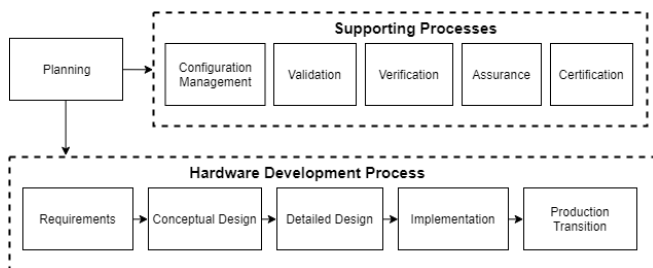 Supporting Processes
Planning
Configuration
Management
Validation
Verification
Assurance
Certification
Hardware Development Process
Requirements
Conceptual Design
Detailed Design
Implementation
Production
Transition